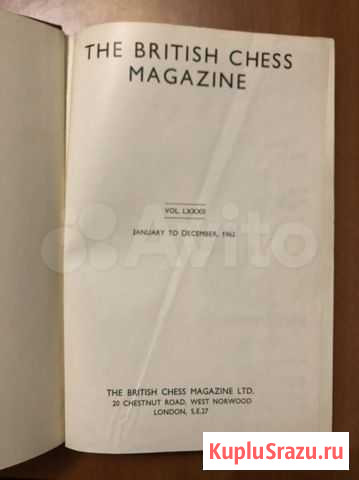 THE BRITISH CHESS
MAGAZINE
VOL. LXXXII
JANUARY TO DECEMBER, 1962
Avito
THE BRITISH CHESS MAGAZINE LTD.
20 CHESTNUT ROAD, WEST NORWOOD
LONDON, S.E.27
KupluSrazu.ru